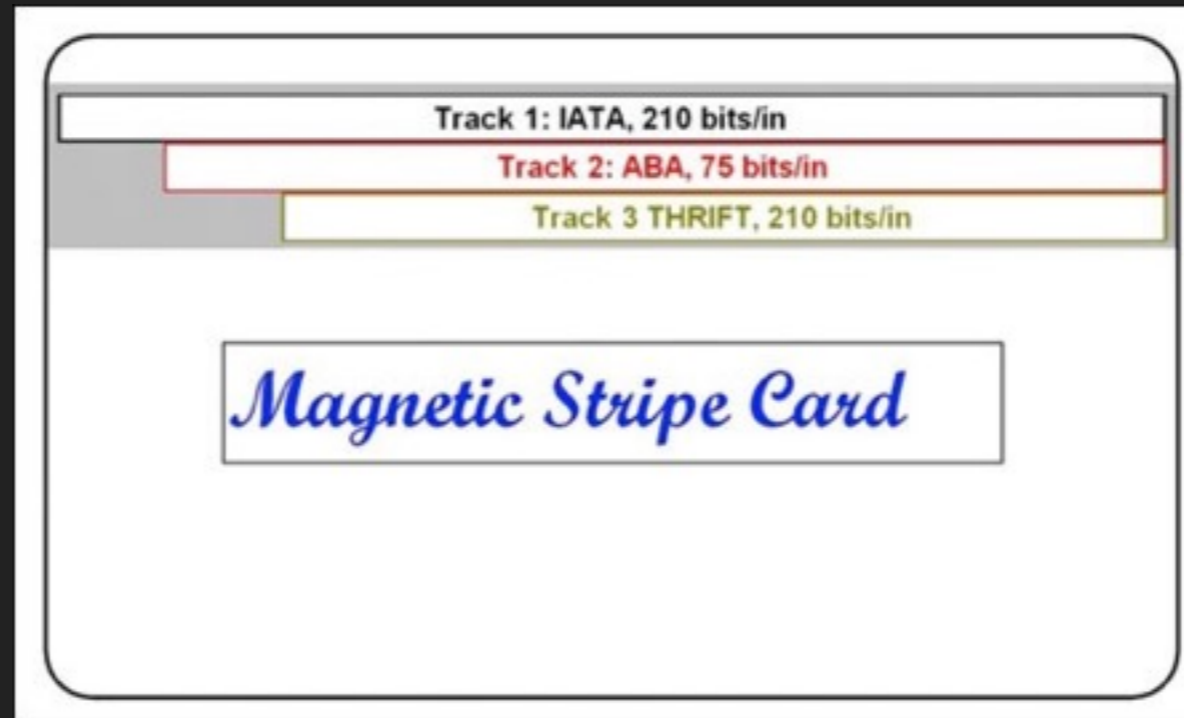 Track 1: IATA, 210 bits/in
Track 2: ABA, 75 bits/in
Track 3 THRIFT, 210 bits/in
Magnetic Stripe Card